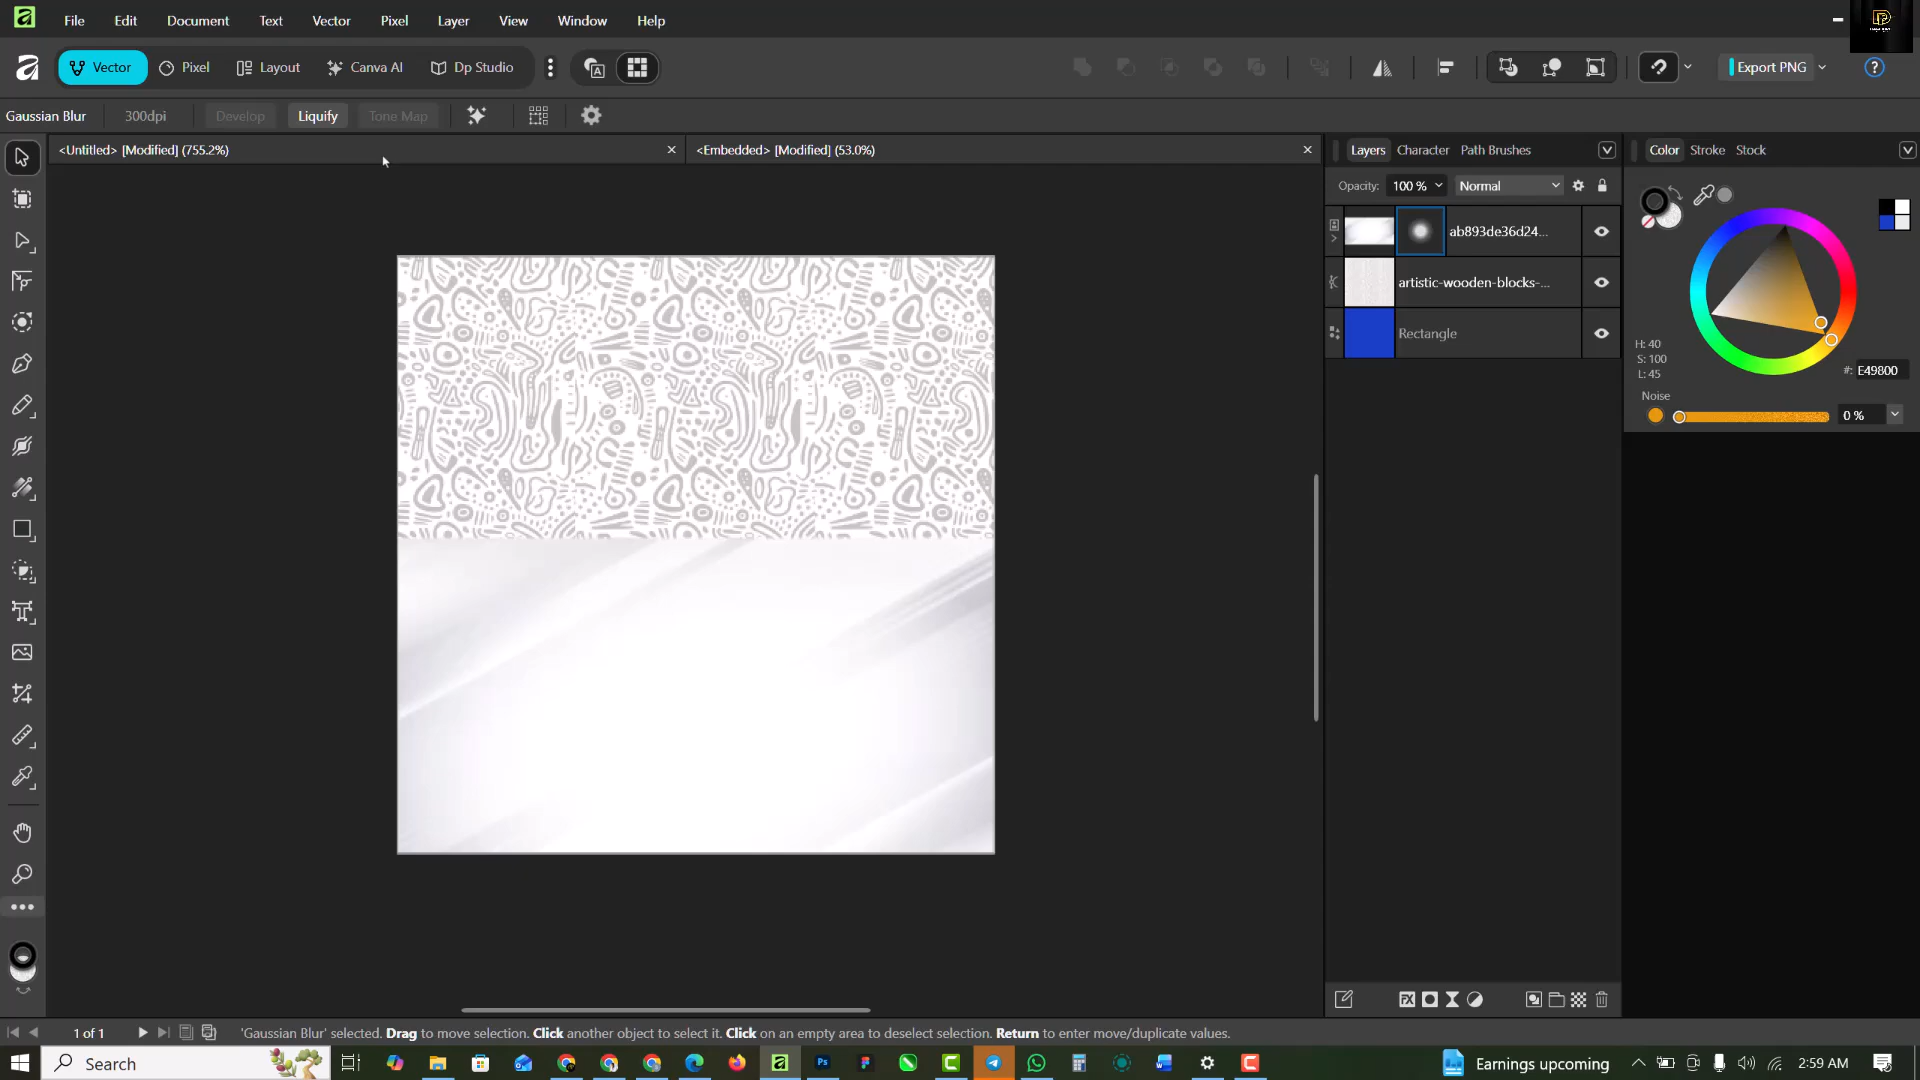 File Edit Document Text Vector Pixel Layer View Window Help
Vector Pixel Layout Canva AI Dp Studio Export PNG
Gaussian Blur 300dpi Develop Liquify Tone Map
<Untitled> [Modified] (755.2%) <Embedded> [Modified] (53.0%)
Layers Character Path Brushes
Color Stroke Stock
Opacity: 100 % Normal
ab893de36d24...
artistic-wooden-blocks-...
Rectangle
H: 40
S: 100
L: 45
#: E49800
Noise
0 %
1 of 1 'Gaussian Blur' selected. Drag to move selection. Click another object to select it. Click on an empty area to deselect selection. Return to enter move/duplicate values.
Search Earnings upcoming 2:59 AM